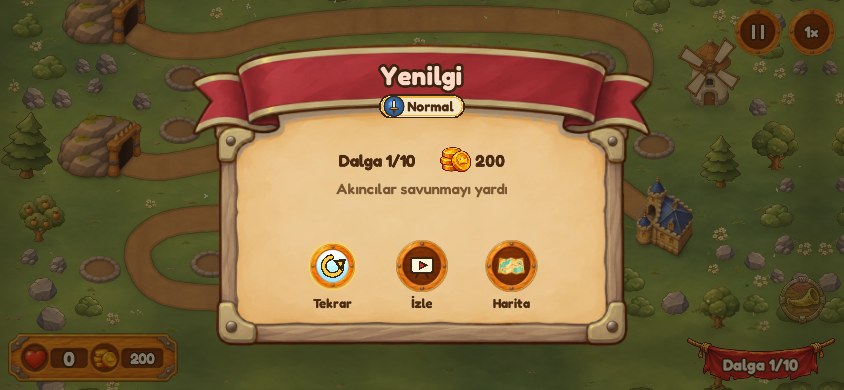 1x
Yenilgi
Normal
Dalga 1/10
200
Akıncılar savunmayı yardı
Tekrar
İzle
Harita
0
200
Dalga 1/10